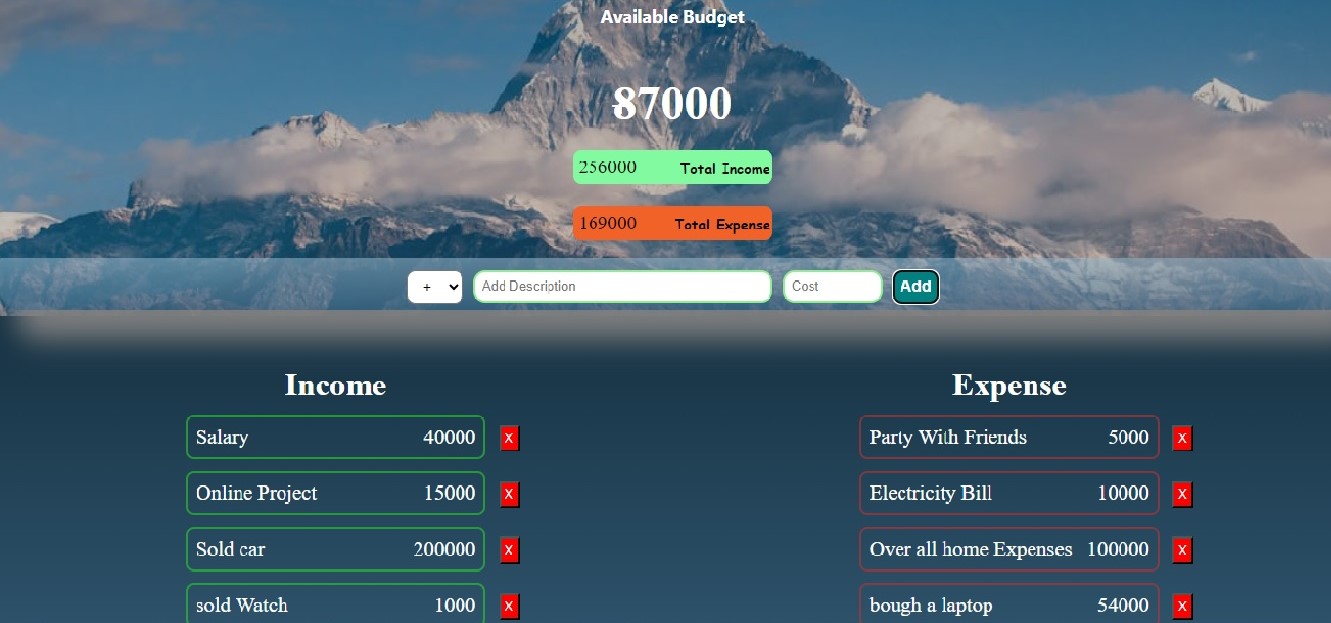 Available Budget
87000
256000 Total Income
169000 Total Expense
+ Add Description Cost Add
Income
Salary 40000 X
Online Project 15000 X
Sold car 200000 X
sold Watch 1000 X
Expense
Party With Friends 5000 X
Electricity Bill 10000 X
Over all home Expenses 100000 X
bough a laptop 54000 X